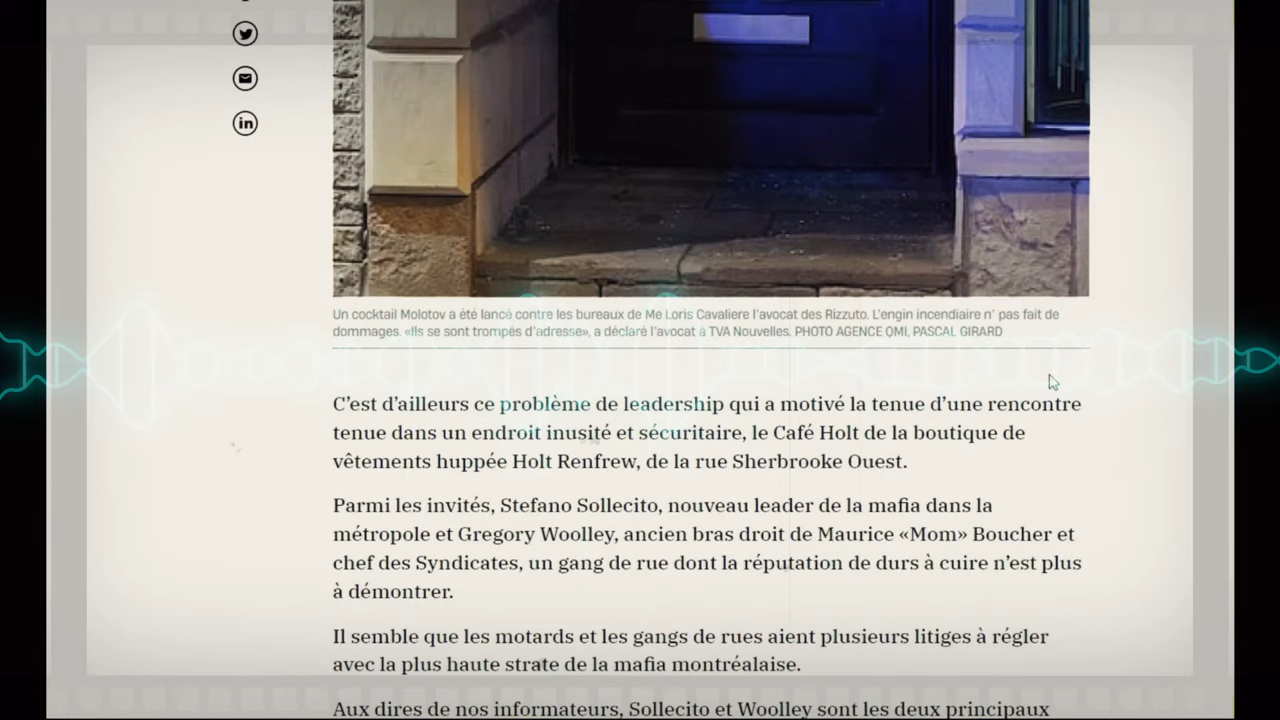 Un cocktail Molotov a été lancé contre les bureaux de Me Loris Cavaliere l'avocat des Rizzuto. L'engin incendiaire n' pas fait de
dommages. «Ils se sont trompés d'adresse», a déclaré l'avocat à TVA Nouvelles. PHOTO AGENCE QMI, PASCAL GIRARD
C'est d'ailleurs ce problème de leadership qui a motivé la tenue d'une rencontre
tenue dans un endroit inusité et sécuritaire, le Café Holt de la boutique de
vêtements huppée Holt Renfrew, de la rue Sherbrooke Ouest.
Parmi les invités, Stefano Sollecito, nouveau leader de la mafia dans la
métropole et Gregory Woolley, ancien bras droit de Maurice «Mom» Boucher et
chef des Syndicates, un gang de rue dont la réputation de durs à cuire n'est plus
à démontrer.
Il semble que les motards et les gangs de rues aient plusieurs litiges à régler
avec la plus haute strate de la mafia montréalaise.
Aux dires de nos informateurs, Sollecito et Woolley sont les deux principaux